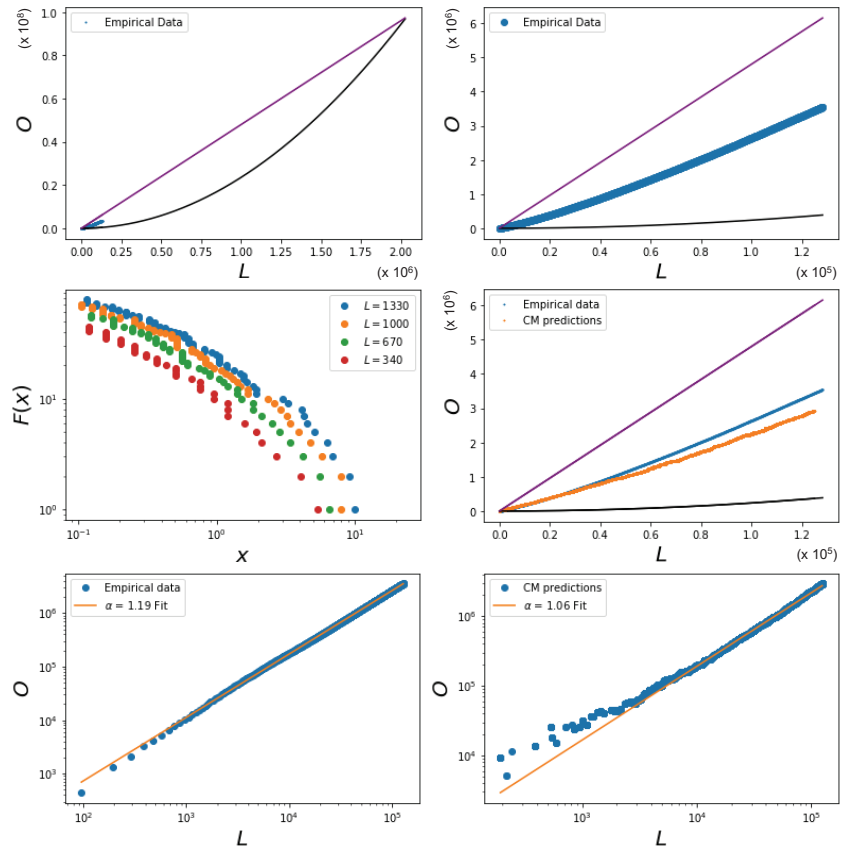 (x 10⁸)
Empirical Data
1.0
0.8
0.6
0.4
0.2
0.0
O
0.00 0.25 0.50 0.75 1.00 1.25 1.50 1.75 2.00
L
(x 10⁶)
(x 10⁶)
Empirical Data
6
5
4
3
2
1
0
O
0.0 0.2 0.4 0.6 0.8 1.0 1.2
L
(x 10⁵)
L = 1330
L = 1000
L = 670
L = 340
10¹
10⁰
F(x)
10⁻¹ 10⁰ 10¹
x
(x 10⁶)
Empirical data
CM predictions
6
5
4
3
2
1
0
O
0.0 0.2 0.4 0.6 0.8 1.0 1.2
L
(x 10⁵)
Empirical data
α = 1.19 Fit
10⁶
10⁵
10⁴
10³
O
10² 10³ 10⁴ 10⁵
L
CM predictions
α = 1.06 Fit
10⁶
10⁵
10⁴
O
10³ 10⁴ 10⁵
L